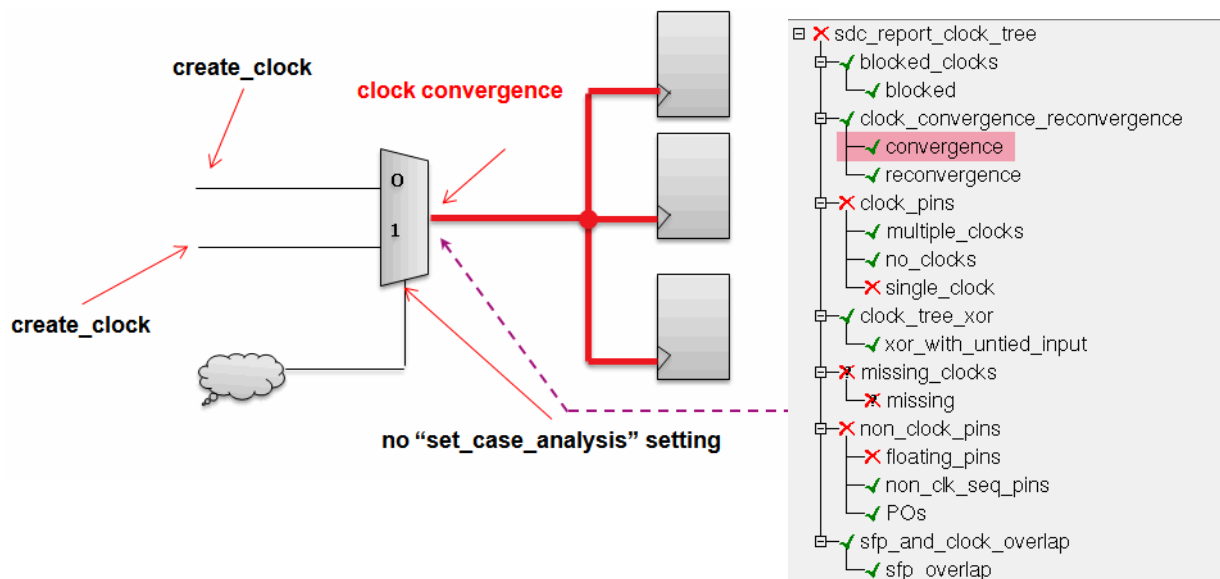 create_clock
clock convergence
0
1
create_clock
no “set_case_analysis” setting
sdc_report_clock_tree
blocked_clocks
blocked
clock_convergence_reconvergence
convergence
reconvergence
clock_pins
multiple_clocks
no_clocks
single_clock
clock_tree_xor
xor_with_untied_input
missing_clocks
missing
non_clock_pins
floating_pins
non_clk_seq_pins
POs
sfp_and_clock_overlap
sfp_overlap